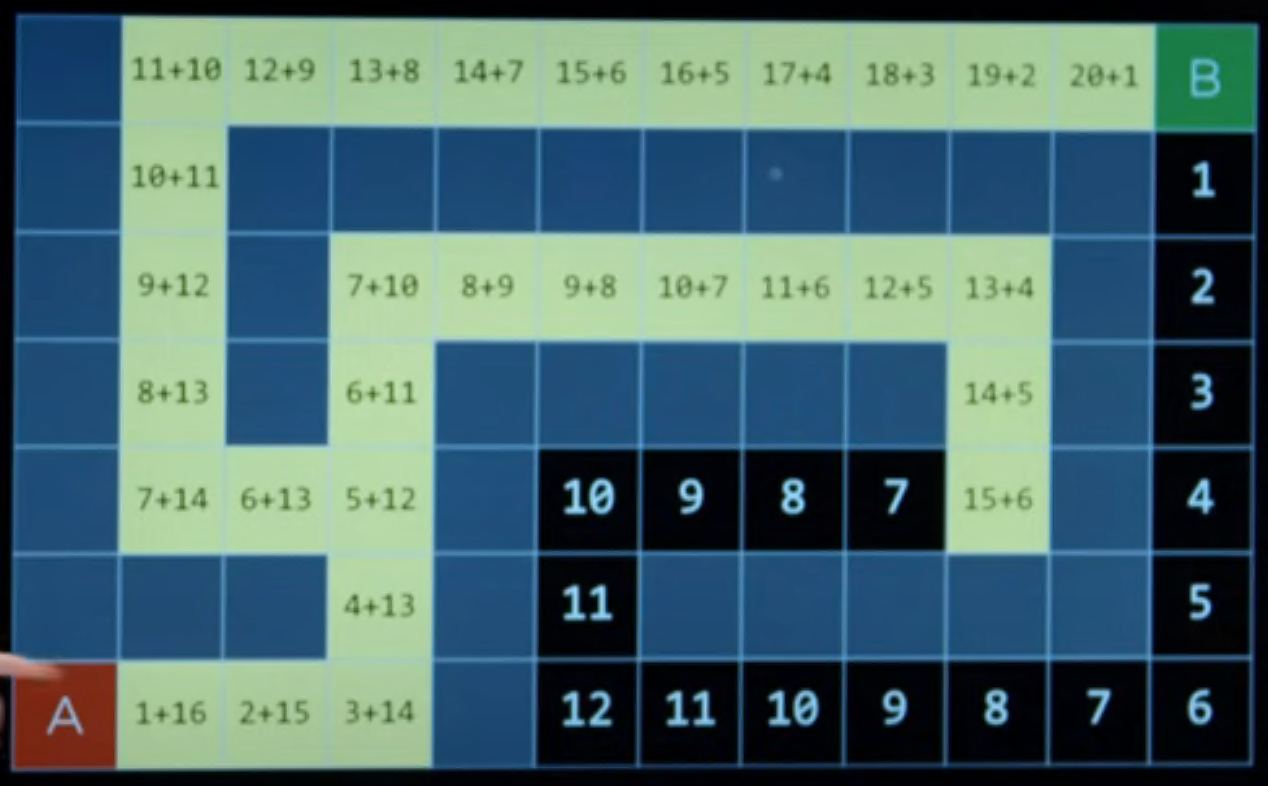 11+10 12+9 13+8 14+7 15+6 16+5 17+4 18+3 19+2 20+1 B
10+11 1
9+12 7+10 8+9 9+8 10+7 11+6 12+5 13+4 2
8+13 6+11 14+5 3
7+14 6+13 5+12 10 9 8 7 15+6 4
4+13 11 5
A 1+16 2+15 3+14 12 11 10 9 8 7 6